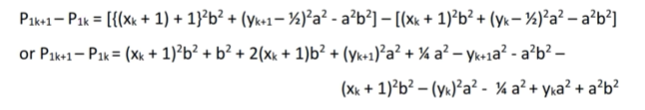 P₁ₖ₊₁ – P₁ₖ = [{(xₖ + 1) + 1}²b² + (yₖ₊₁ – ½)²a² - a²b²] – [(xₖ + 1)²b² + (yₖ – ½)²a² – a²b²]
or P₁ₖ₊₁ – P₁ₖ = (xₖ + 1)²b² + b² + 2(xₖ + 1)b² + (yₖ₊₁)²a² + ¼ a² – yₖ₊₁a² - a²b² –
(xₖ + 1)²b² – (yₖ)²a² - ¼ a² + yₖa² + a²b²